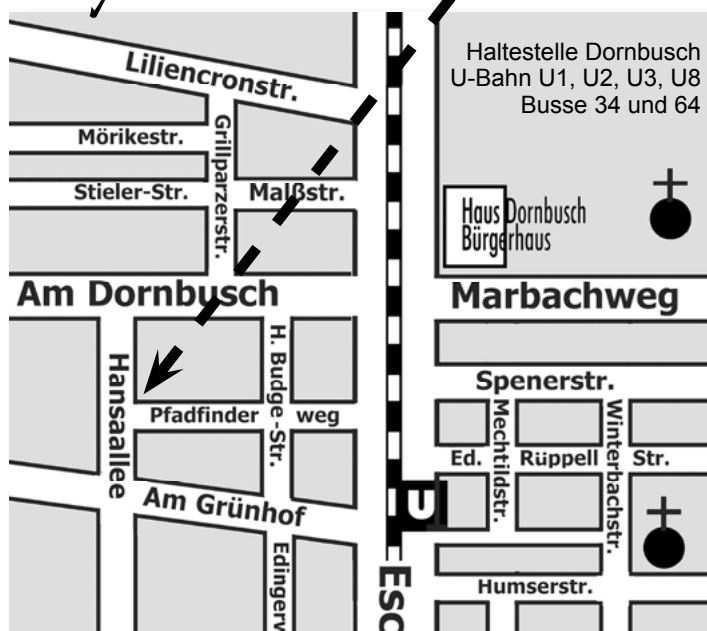 Haltestelle Dornbusch
U-Bahn U1, U2, U3, U8
Busse 34 und 64
Liliencronstr.
Mörikestr.
Grillparzerstr.
Stieler-Str.
Malßstr.
Haus Dornbusch
Bürgerhaus
Am Dornbusch
Marbachweg
Hansaallee
H. Budge-Str.
Pfadfinder weg
Spenerstr.
Mechtildstr.
Winterbachstr.
Ed. Rüppell Str.
U
Am Grünhof
Humserstr.